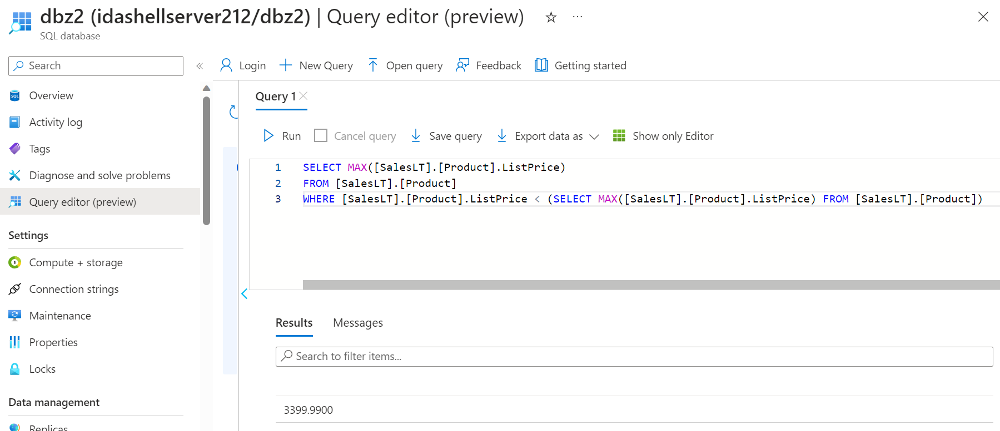 dbz2 (idashellserver212/dbz2) | Query editor (preview)
SQL database
Search
Login
New Query
Open query
Feedback
Getting started
Overview
Activity log
Tags
Diagnose and solve problems
Query editor (preview)
Settings
Compute + storage
Connection strings
Maintenance
Properties
Locks
Data management
Replicas
Query 1
Run
Cancel query
Save query
Export data as
Show only Editor
1 SELECT MAX([SalesLT].[Product].ListPrice)
2 FROM [SalesLT].[Product]
3 WHERE [SalesLT].[Product].ListPrice < (SELECT MAX([SalesLT].[Product].ListPrice) FROM [SalesLT].[Product])
Results
Messages
Search to filter items...
3399.9900